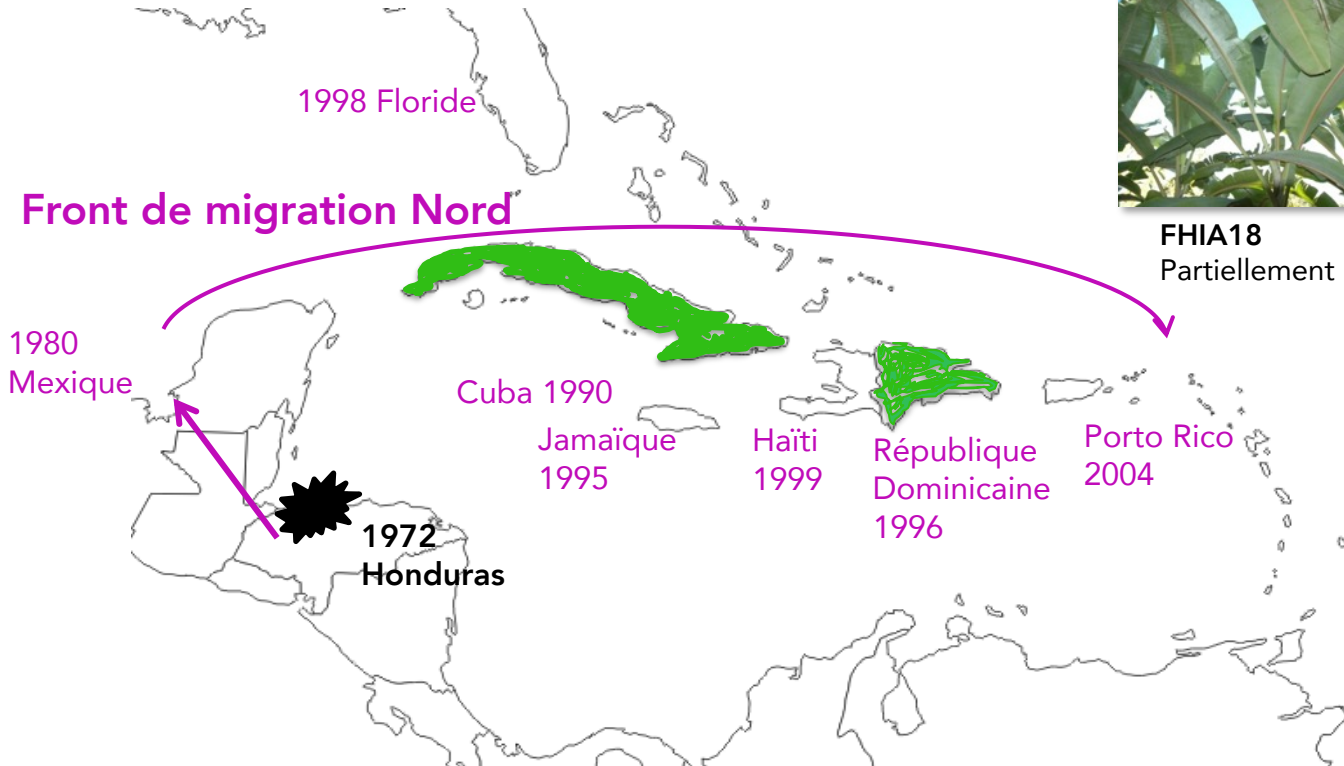 1998 Floride
Front de migration Nord
FHIA18
Partiellement
1980
Mexique
Cuba 1990
Jamaïque
1995
Haïti
1999
République
Dominicaine
1996
Porto Rico
2004
1972
Honduras